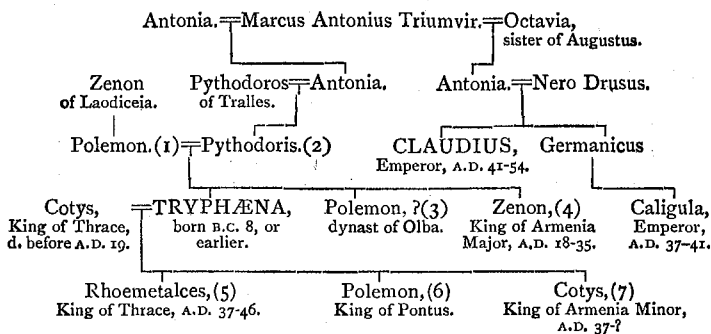 Antonia. Marcus Antonius Triumvir. Octavia,
sister of Augustus.
Zenon
of Laodiceia.
Pythodoros
of Tralles.
Antonia.
Antonia. Nero Drusus.
Polemon.(1) Pythodoris.(2)
CLAUDIUS,
Emperor, A.D. 41-54.
Germanicus
Cotys,
King of Thrace,
d. before A.D. 19.
TRYPHÆNA,
born B.C. 8, or
earlier.
Polemon, ?(3)
dynast of Olba.
Zenon,(4)
King of Armenia
Major, A.D. 18-35.
Caligula,
Emperor,
A.D. 37-41.
Rhoemetalces,(5)
King of Thrace, A.D. 37-46.
Polemon,(6)
King of Pontus.
Cotys,(7)
King of Armenia Minor,
A.D. 37-?